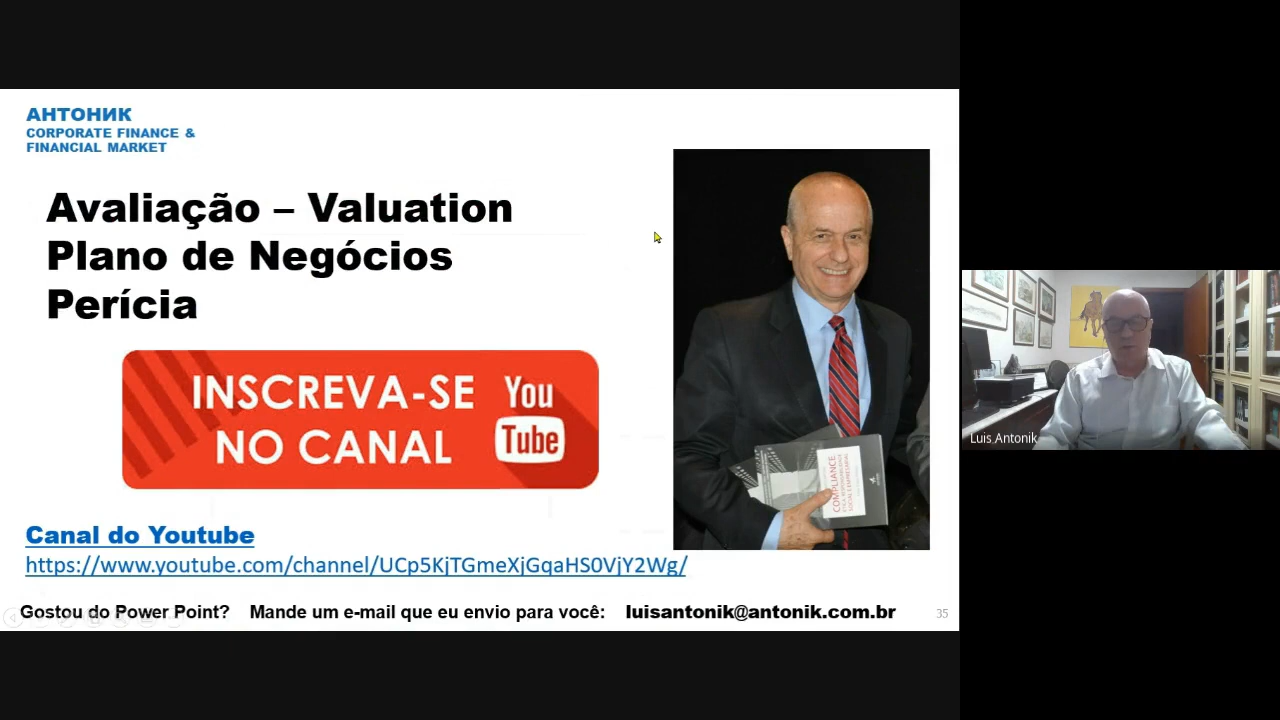 АНТОНИК
CORPORATE FINANCE &
FINANCIAL MARKET
Avaliação – Valuation
Plano de Negócios
Perícia
INSCREVA-SE
NO CANAL
You
Tube
COMPLIANCE
Canal do Youtube
https://www.youtube.com/channel/UCp5KjTGmeXjGqaHS0VjY2Wg/
Gostou do Power Point? Mande um e-mail que eu envio para você: luisantonik@antonik.com.br
35
Luis Antonik